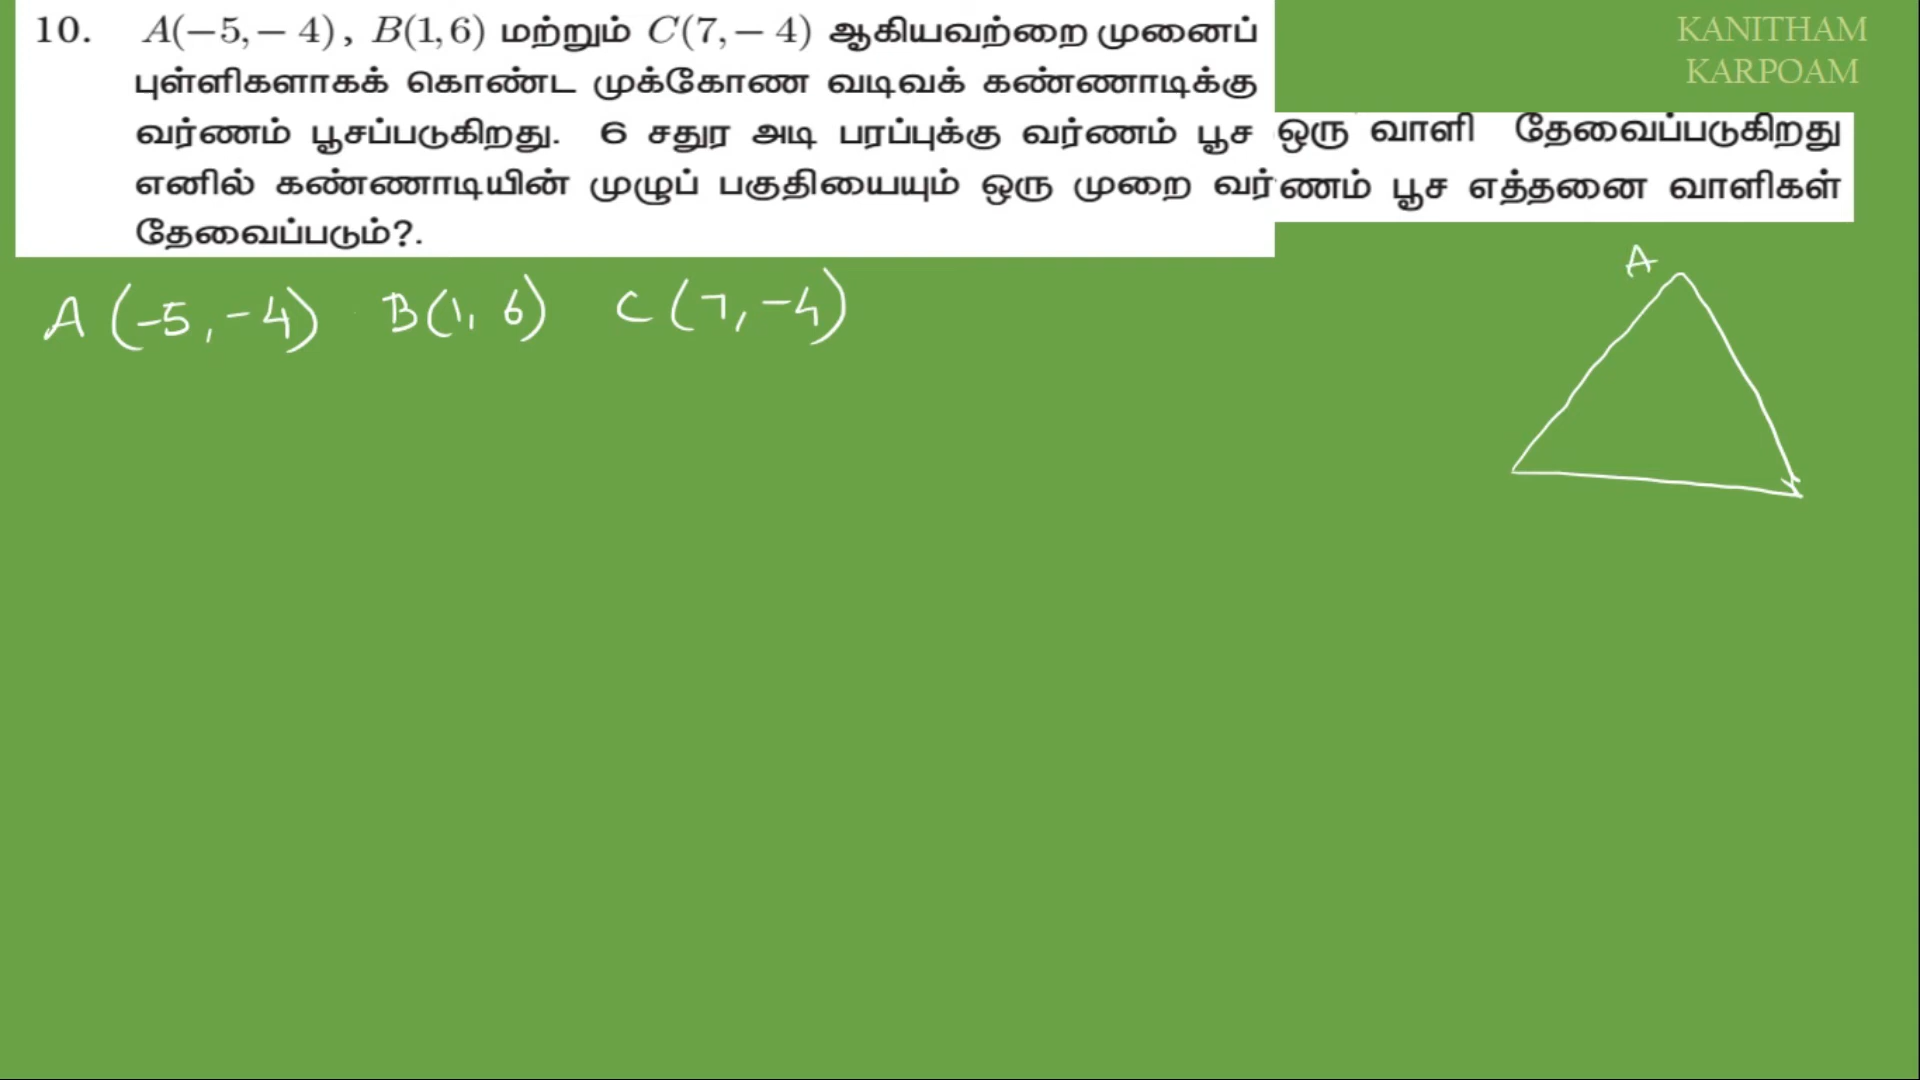 10. A(−5,− 4), B(1,6) மற்றும் C(7,− 4) ஆகியவற்றை முனைப்
புள்ளிகளாகக் கொண்ட முக்கோண வடிவக் கண்ணாடிக்கு
வர்ணம் பூசப்படுகிறது. 6 சதுர அடி பரப்புக்கு வர்ணம் பூச ஒரு வாளி தேவைப்படுகிறது
எனில் கண்ணாடியின் முழுப் பகுதியையும் ஒரு முறை வர்ணம் பூச எத்தனை வாளிகள்
தேவைப்படும்?.
KANITHAM
KARPOAM
A (-5, -4) B(1, 6) C (7, -4)
A